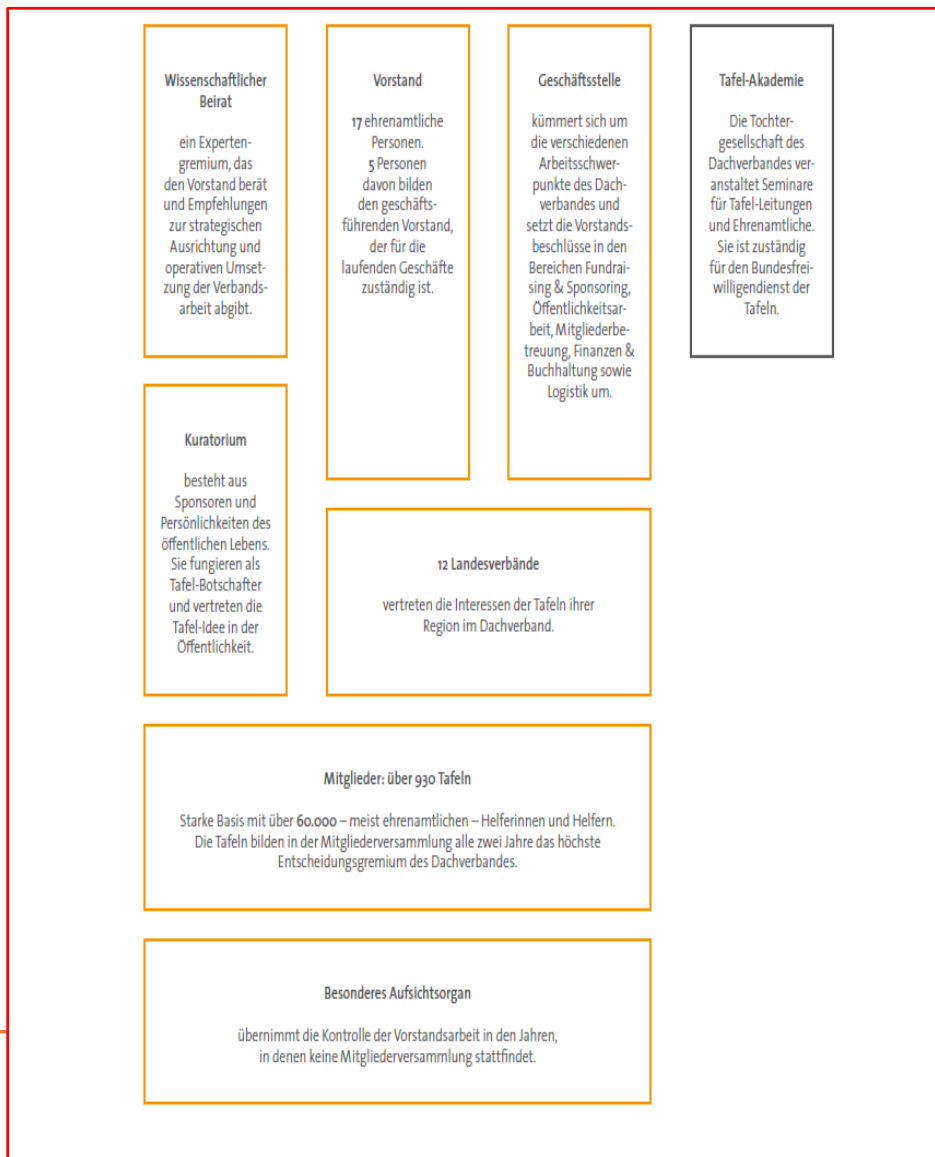 Wissenschaftlicher
Beirat
ein Experten-
gremium, das
den Vorstand berät
und Empfehlungen
zur strategischen
Ausrichtung und
operativen Umset-
zung der Verbands-
arbeit abgibt.
Vorstand
17 ehrenamtliche
Personen.
5 Personen
davon bilden
den geschäfts-
führenden Vorstand,
der für die
laufenden Geschäfte
zuständig ist.
Geschäftsstelle
kümmert sich um
die verschiedenen
Arbeitsschwer-
punkte des Dach-
verbandes und
setzt die Vorstands-
beschlüsse in den
Bereichen Fundrai-
sing & Sponsoring,
Öffentlichkeitsar-
beit, Mitgliederbe-
treuung, Finanzen &
Buchhaltung sowie
Logistik um.
Tafel-Akademie
Die Tochter-
gesellschaft des
Dachverbandes ver-
anstaltet Seminare
für Tafel-Leitungen
und Ehrenamtliche.
Sie ist zuständig
für den Bundesfrei-
willigendienst der
Tafeln.
Kuratorium
besteht aus
Sponsoren und
Persönlichkeiten des
öffentlichen Lebens.
Sie fungieren als
Tafel-Botschafter
und vertreten die
Tafel-Idee in der
Öffentlichkeit.
12 Landesverbände
vertreten die Interessen der Tafeln ihrer
Region im Dachverband.
Mitglieder: über 930 Tafeln
Starke Basis mit über 60.000 – meist ehrenamtlichen – Helferinnen und Helfern.
Die Tafeln bilden in der Mitgliederversammlung alle zwei Jahre das höchste
Entscheidungsgremium des Dachverbandes.
Besonderes Aufsichtsorgan
übernimmt die Kontrolle der Vorstandsarbeit in den Jahren,
in denen keine Mitgliederversammlung stattfindet.